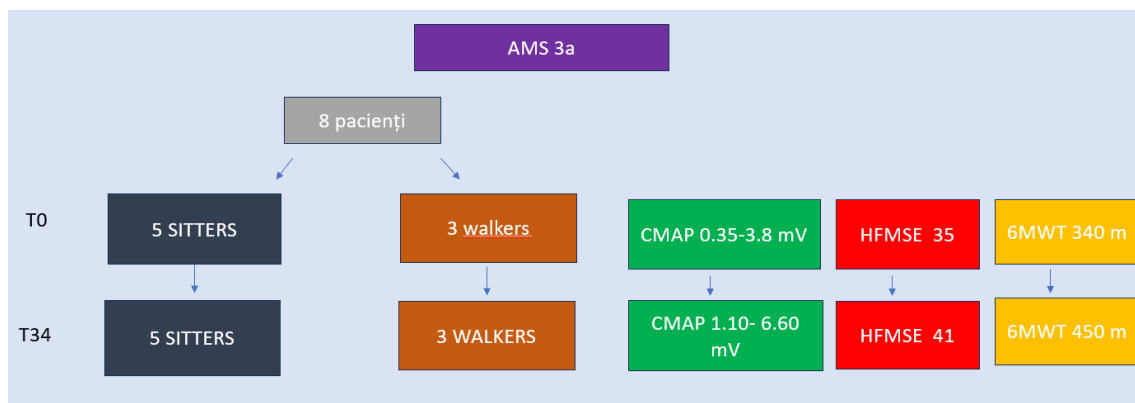 AMS 3a
8 pacienți
T0
5 SITTERS
3 walkers
CMAP 0.35-3.8 mV
HFMSE 35
6MWT 340 m
T34
5 SITTERS
3 WALKERS
CMAP 1.10- 6.60
mV
HFMSE 41
6MWT 450 m